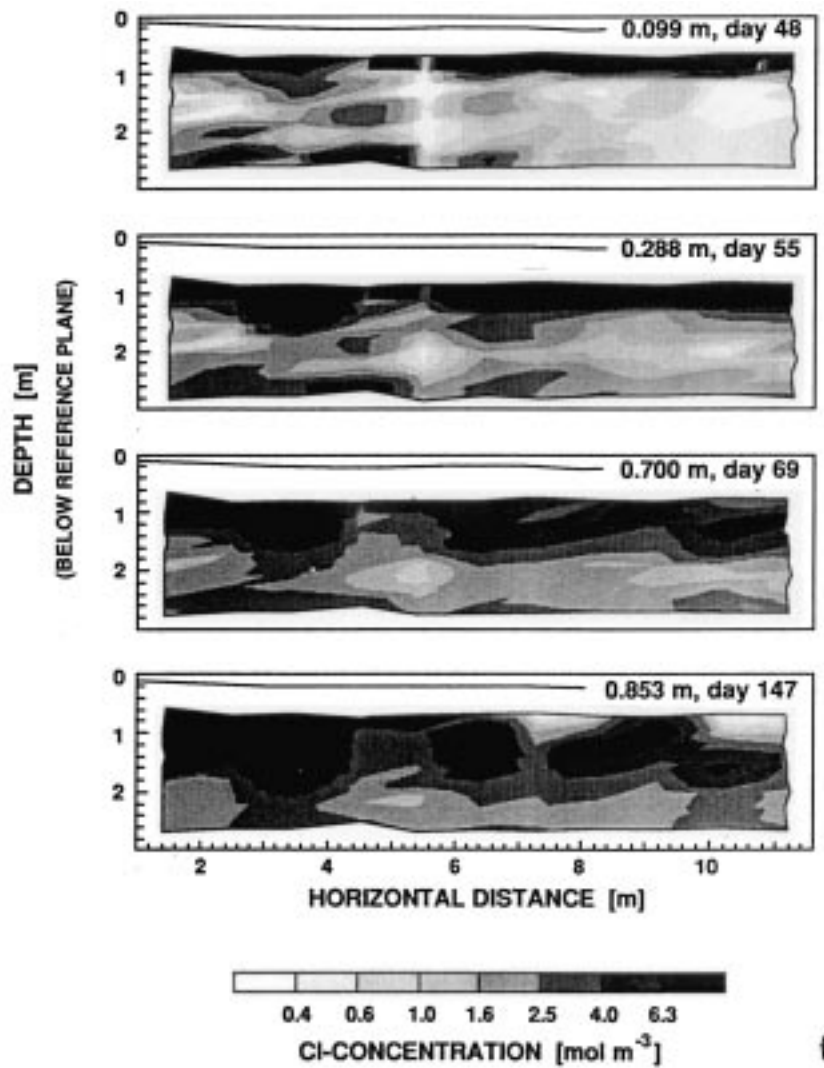 0
0.099 m, day 48
1
2
0
0.288 m, day 55
1
2
0
0.700 m, day 69
1
2
0
0.853 m, day 147
1
2
DEPTH [m]
(BELOW REFERENCE PLANE)
2 4 6 8 10
HORIZONTAL DISTANCE [m]
0.4 0.6 1.0 1.6 2.5 4.0 6.3
Cl-CONCENTRATION [mol m⁻³]